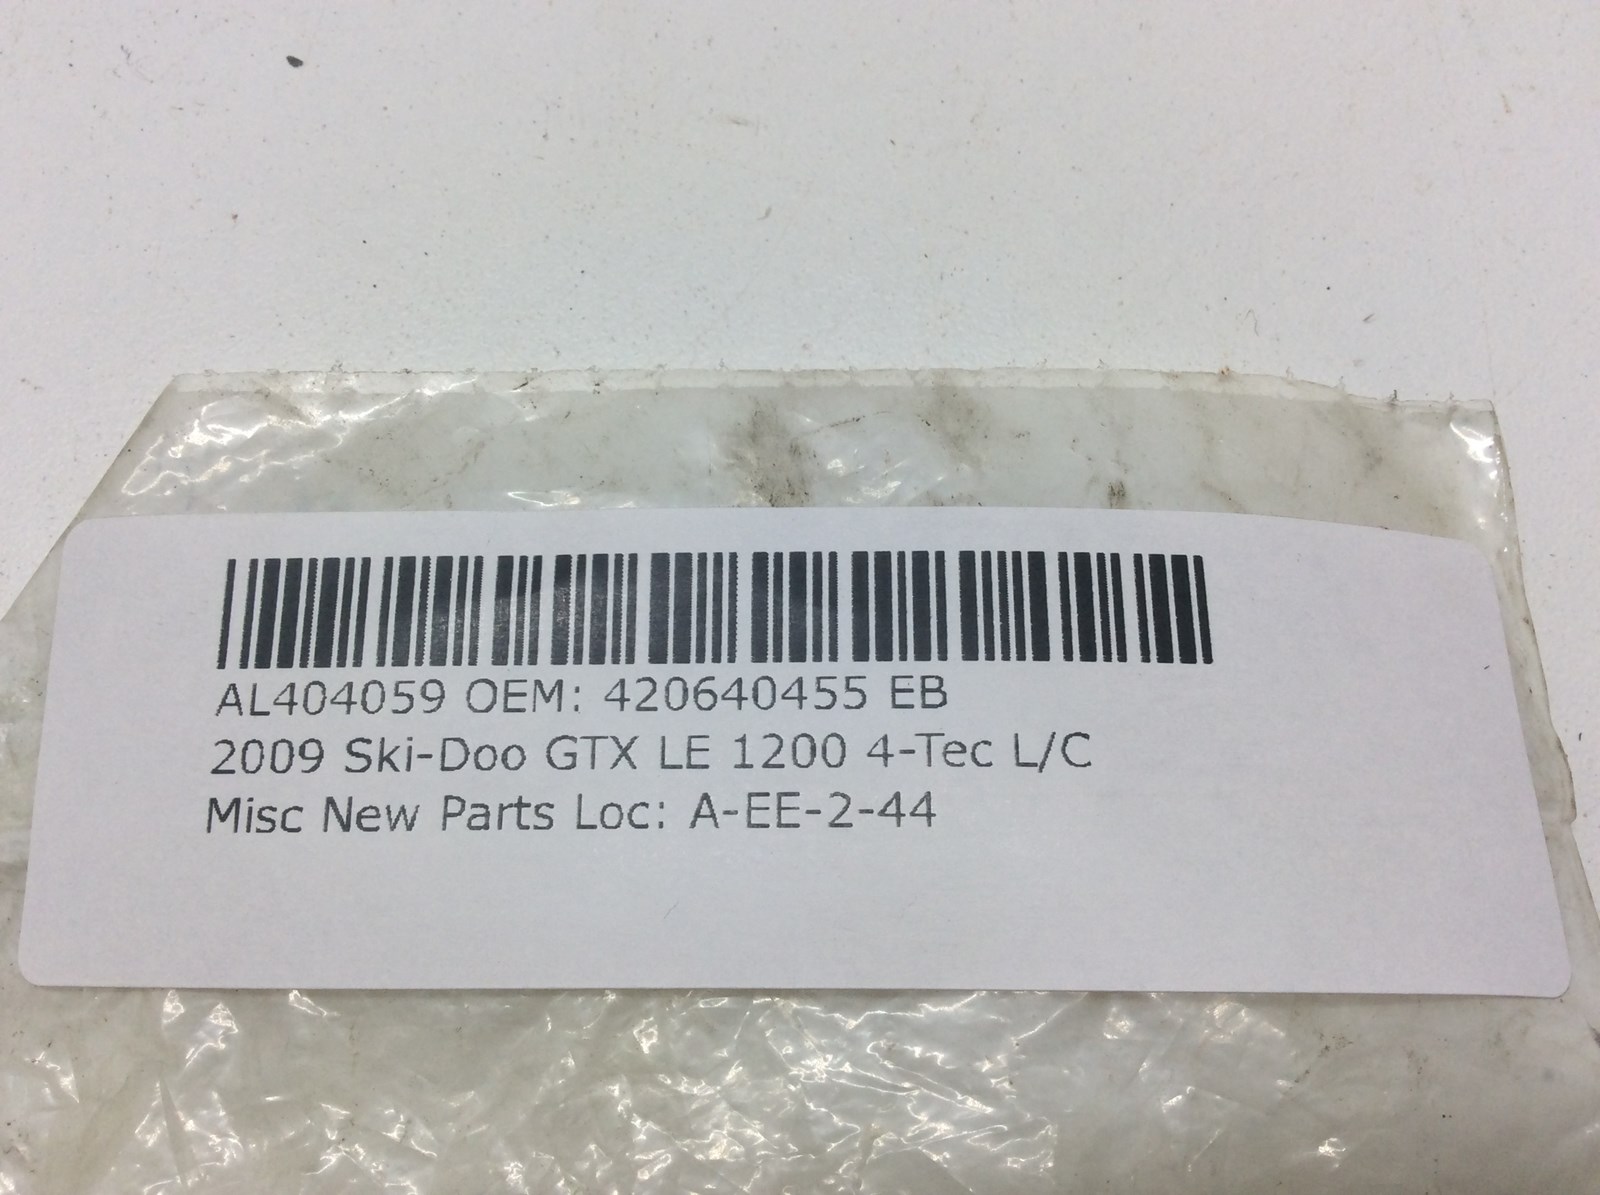 AL404059 OEM: 420640455 EB
2009 Ski-Doo GTX LE 1200 4-Tec L/C
Misc New Parts Loc: A-EE-2-44